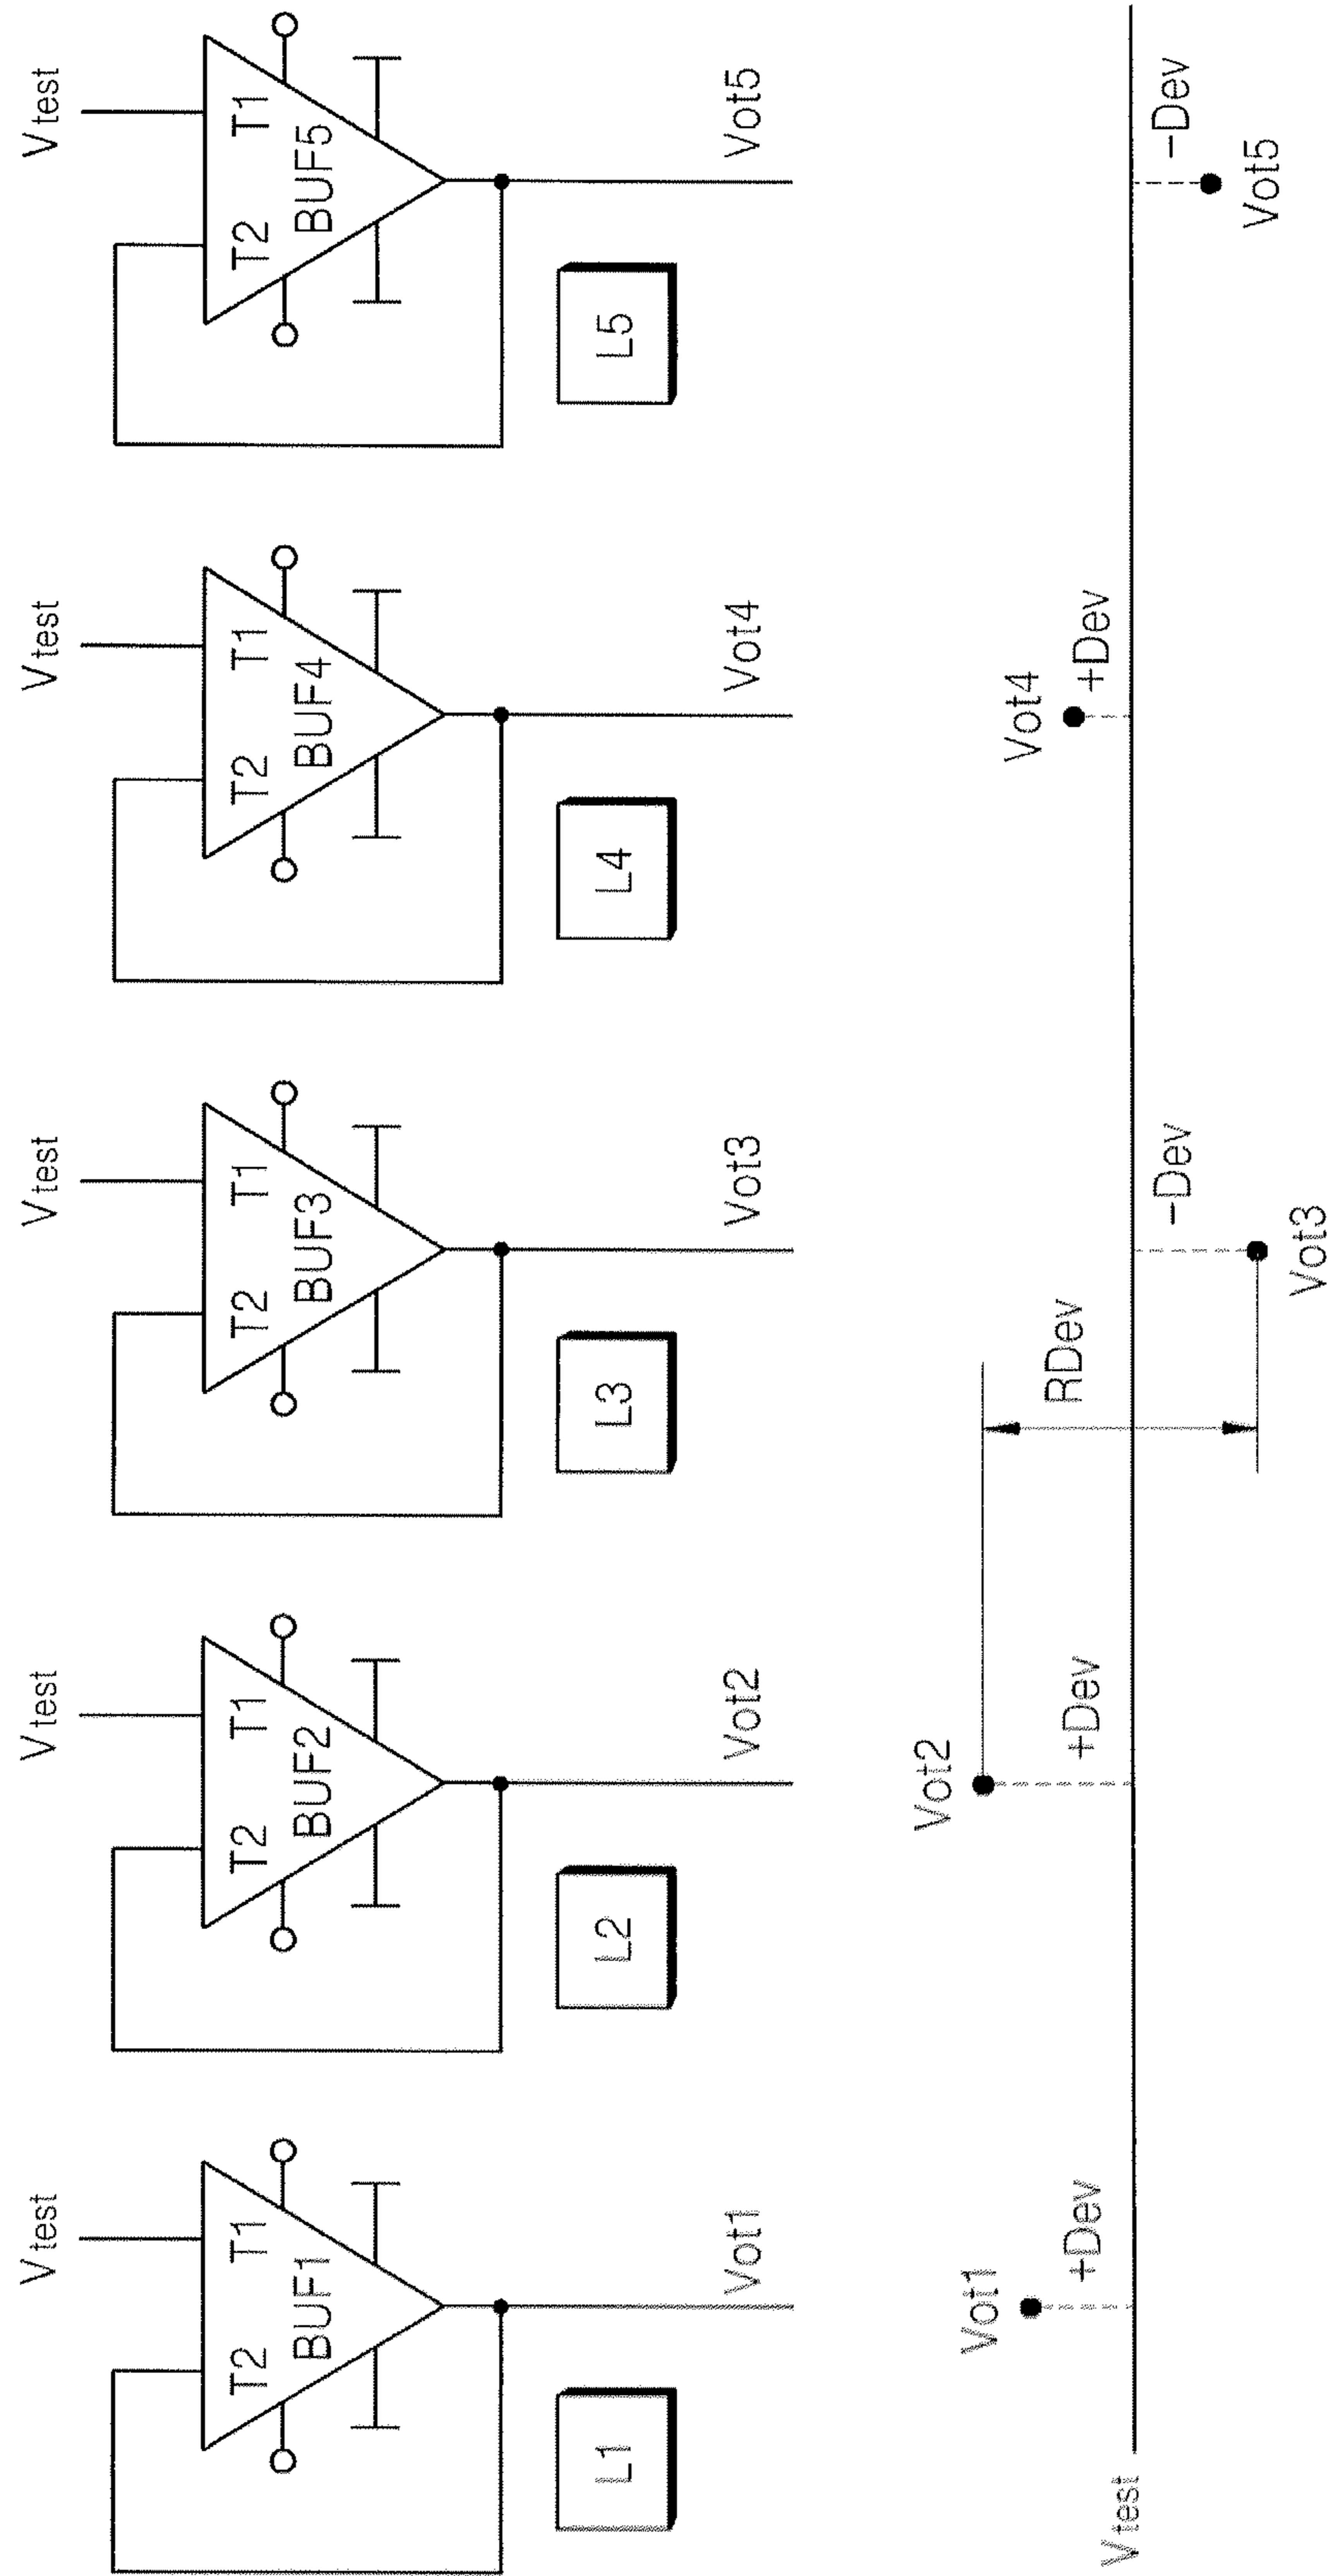 Vtest Vtest Vtest Vtest Vtest
T2 T1 T2 T1 T2 T1 T2 T1 T2 T1
BUF1 BUF2 BUF3 BUF4 BUF5
L1 L2 L3 L4 L5
Vot1 Vot2 Vot3 Vot4 Vot5
Vot2
Vot1 Vot4
+Dev +Dev RDev +Dev
Vtest
-Dev -Dev
Vot5
Vot3